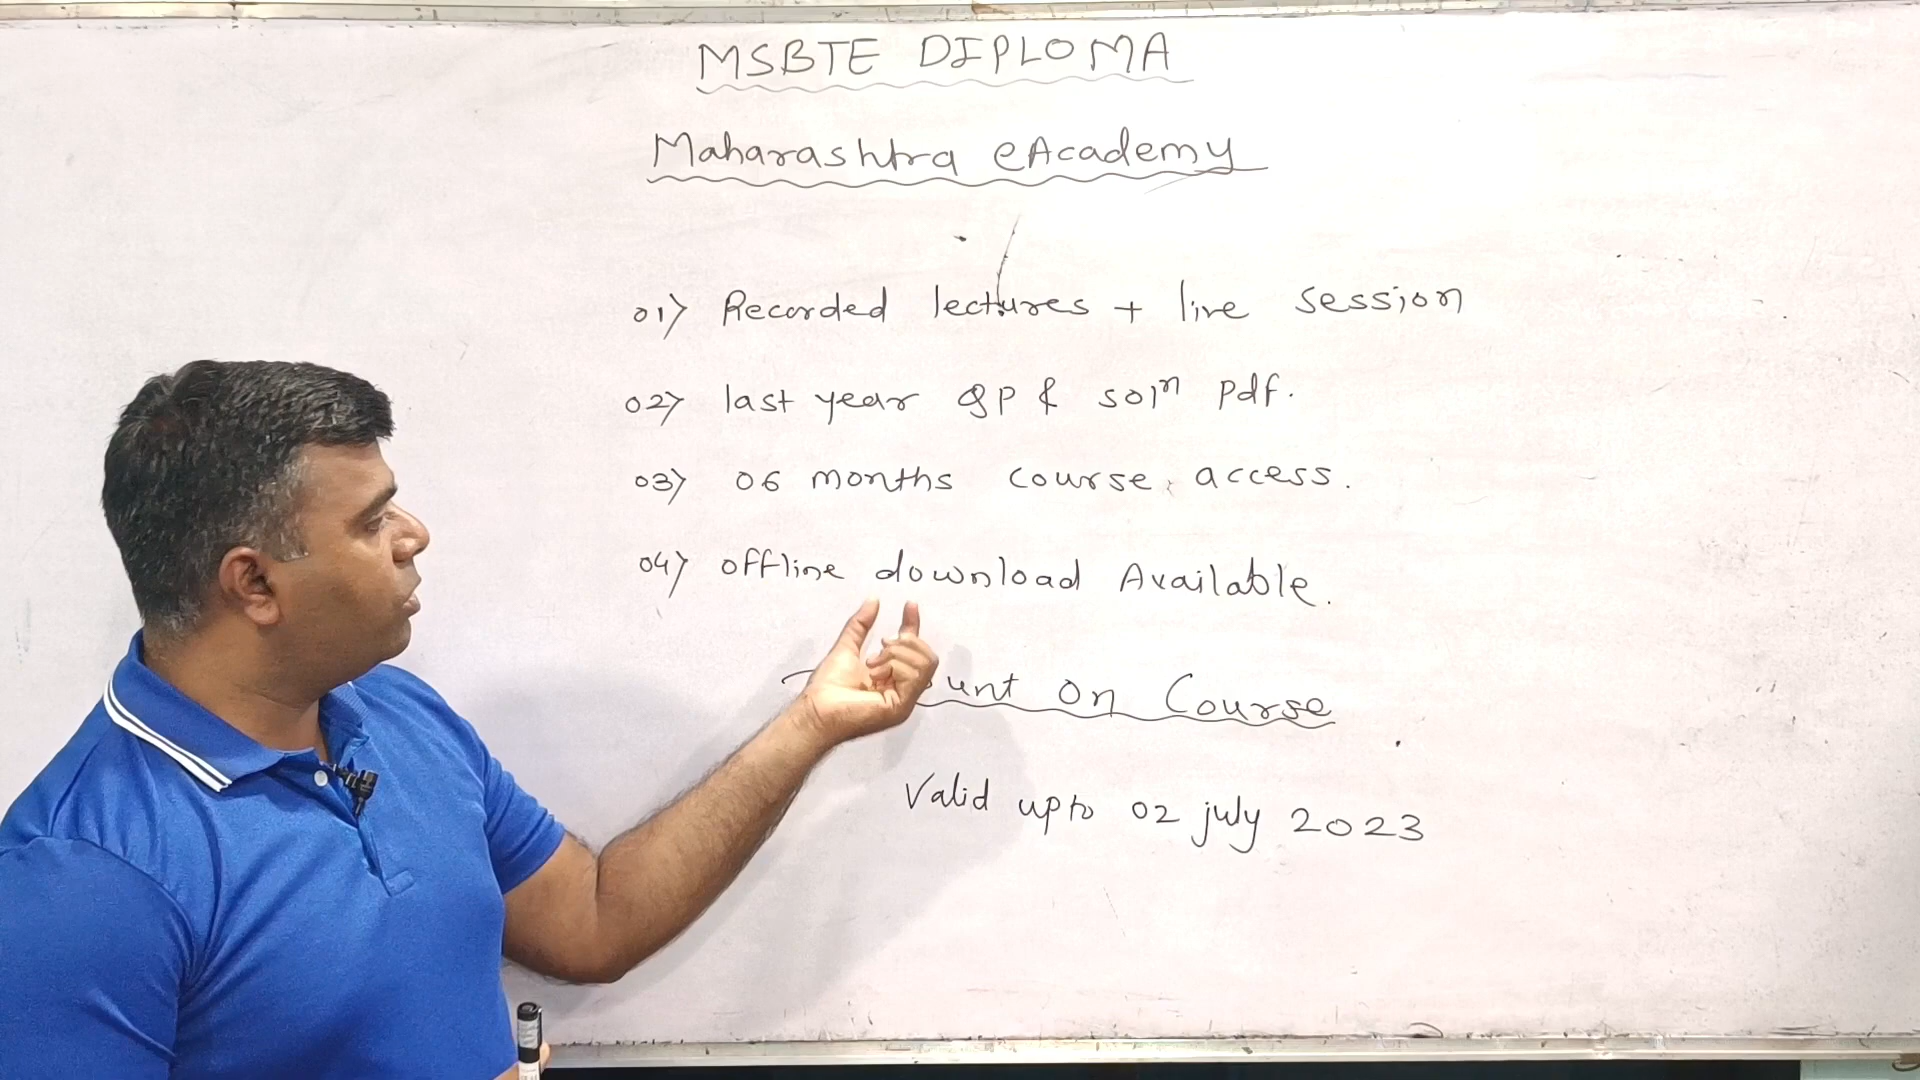 MSBTE DIPLOMA
Maharashtra eAcademy
01) Recorded lectures + live session
02) last year QP & solⁿ pdf.
03) 06 months course access.
04) offline download Available.
on Course
Valid upto 02 july 2023